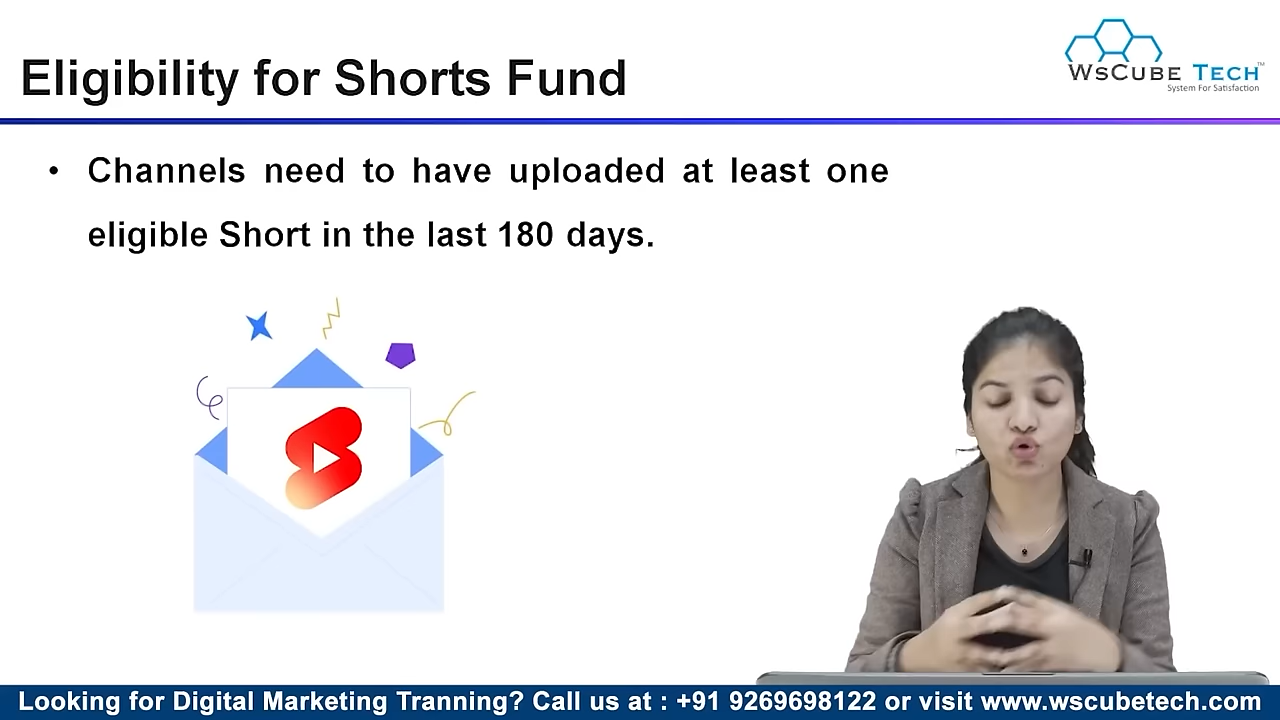 Eligibility for Shorts Fund
WsCube Tech™
System For Satisfaction
• Channels need to have uploaded at least one
eligible Short in the last 180 days.
Looking for Digital Marketing Tranning? Call us at : +91 9269698122 or visit www.wscubetech.com